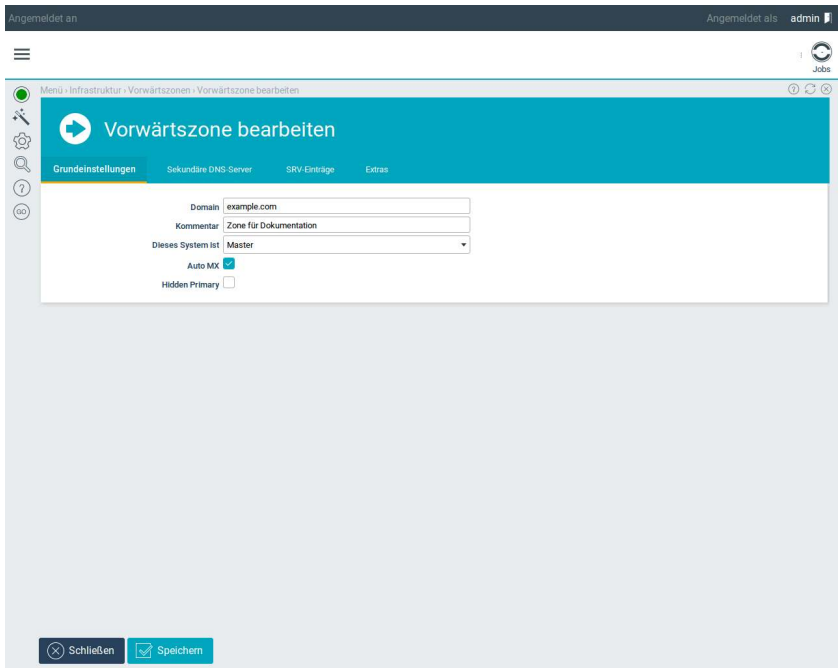 Angemeldet an
Angemeldet als admin
Jobs
Menü › Infrastruktur › Vorwärtszonen › Vorwärtszone bearbeiten
Vorwärtszone bearbeiten
Grundeinstellungen Sekundäre DNS-Server SRV-Einträge Extras
Domain example.com
Kommentar Zone für Dokumentation
Dieses System ist Master
Auto MX
Hidden Primary
GO
Schließen Speichern